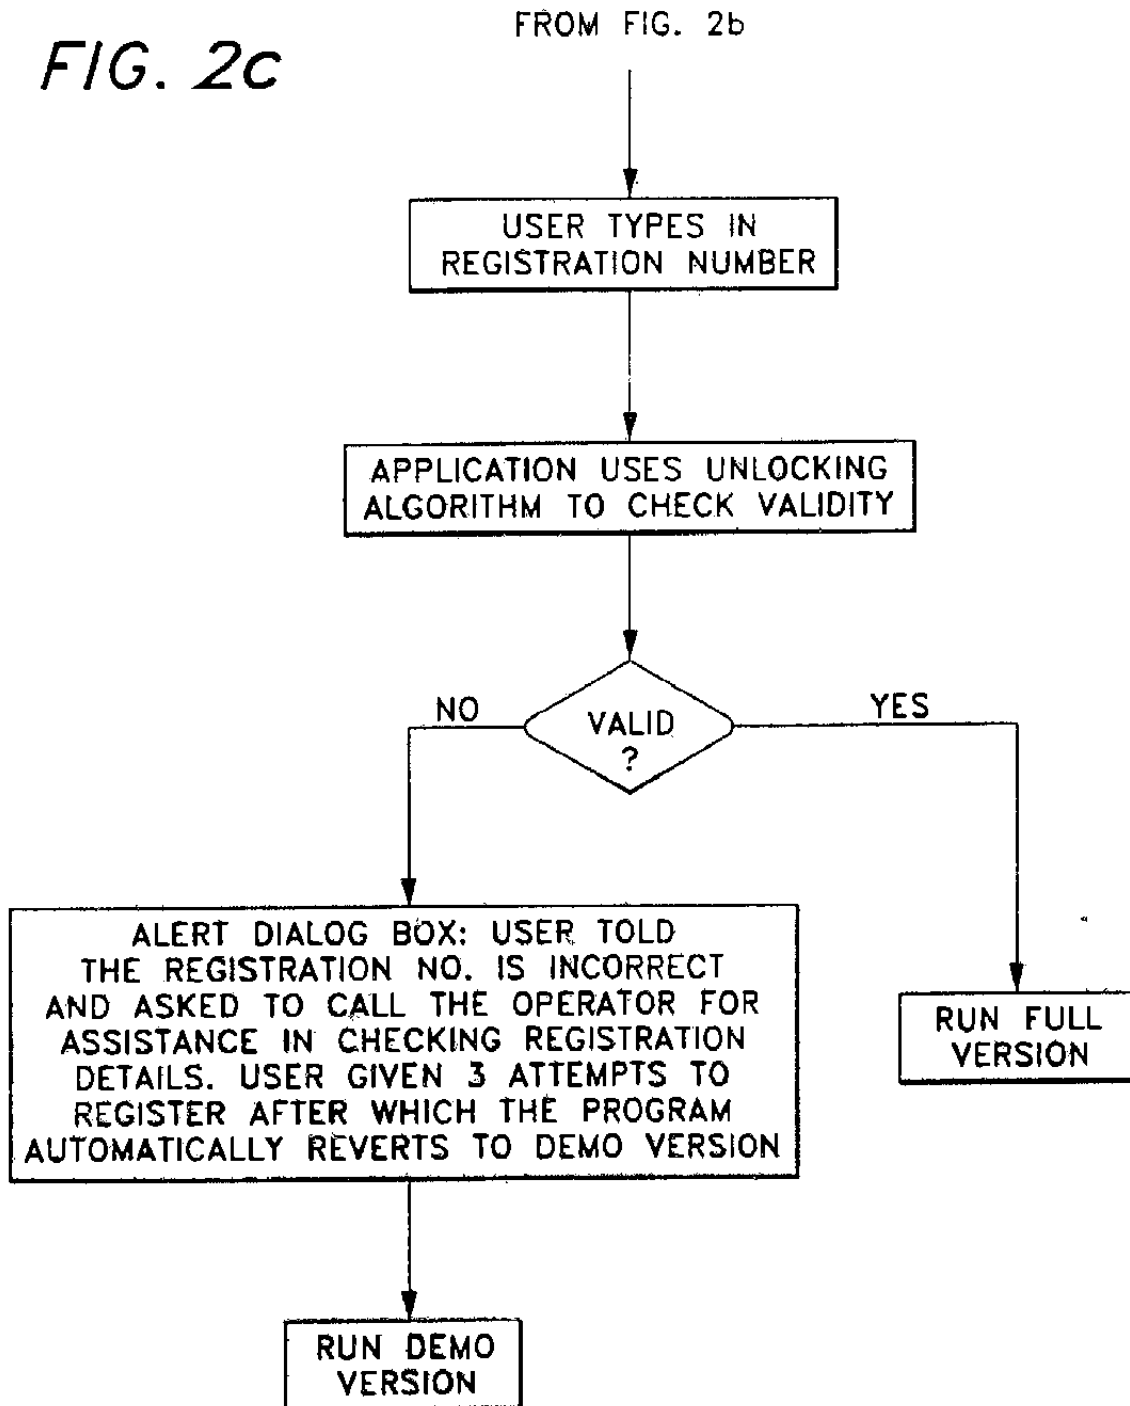 FROM FIG. 2b
FIG. 2c
USER TYPES IN
REGISTRATION NUMBER
APPLICATION USES UNLOCKING
ALGORITHM TO CHECK VALIDITY
NO
VALID
?
YES
ALERT DIALOG BOX: USER TOLD
THE REGISTRATION NO. IS INCORRECT
AND ASKED TO CALL THE OPERATOR FOR
ASSISTANCE IN CHECKING REGISTRATION
DETAILS. USER GIVEN 3 ATTEMPTS TO
REGISTER AFTER WHICH THE PROGRAM
AUTOMATICALLY REVERTS TO DEMO VERSION
RUN FULL
VERSION
RUN DEMO
VERSION